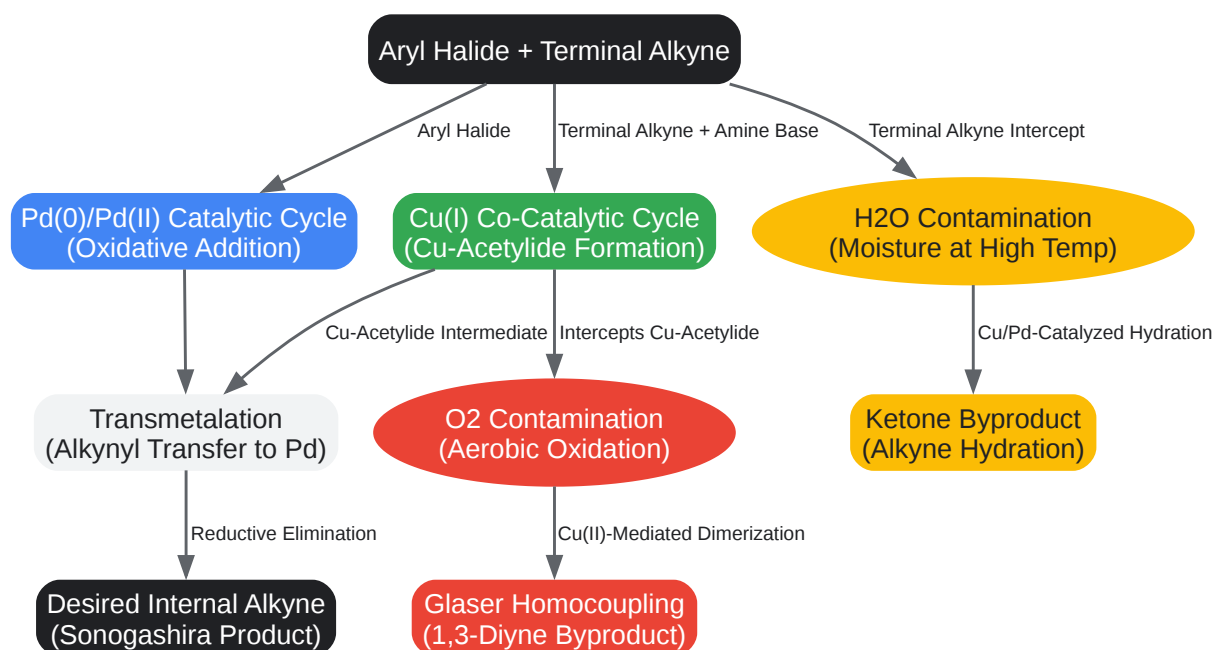 Aryl Halide + Terminal Alkyne
Aryl Halide
Terminal Alkyne + Amine Base
Terminal Alkyne Intercept
Pd(0)/Pd(II) Catalytic Cycle
(Oxidative Addition)
Cu(I) Co-Catalytic Cycle
(Cu-Acetylide Formation)
H2O Contamination
(Moisture at High Temp)
Cu-Acetylide Intermediate
Intercepts Cu-Acetylide
Cu/Pd-Catalyzed Hydration
Transmetalation
(Alkynyl Transfer to Pd)
O2 Contamination
(Aerobic Oxidation)
Ketone Byproduct
(Alkyne Hydration)
Reductive Elimination
Cu(II)-Mediated Dimerization
Desired Internal Alkyne
(Sonogashira Product)
Glaser Homocoupling
(1,3-Diyne Byproduct)